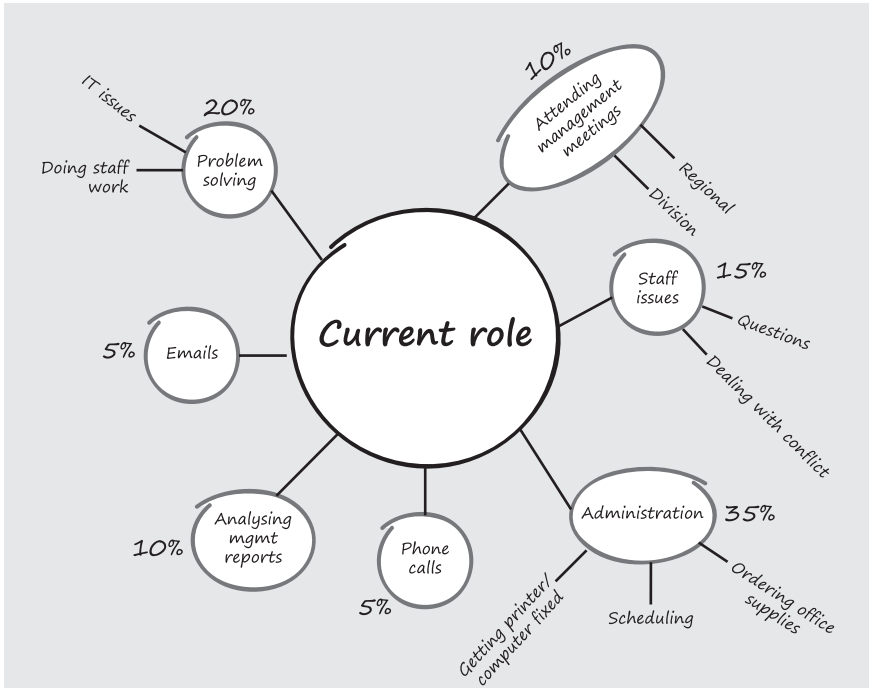 10%
Attending
management
meetings
Regional
Division
IT issues
20%
Problem
solving
Doing staff
work
15%
Staff
issues
Questions
Dealing with conflict
Current role
5%
Emails
10%
Analysing
mgmt
reports
5%
Phone
calls
Administration
35%
Getting printer/
computer fixed
Scheduling
Ordering office
supplies